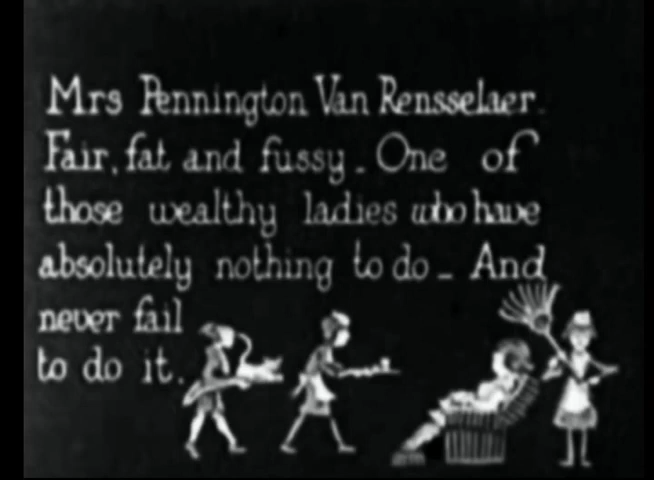 Mrs Pennington Van Rensselaer.
Fair, fat and fussy - One of
those wealthy ladies who have
absolutely nothing to do - And
never fail
to do it.